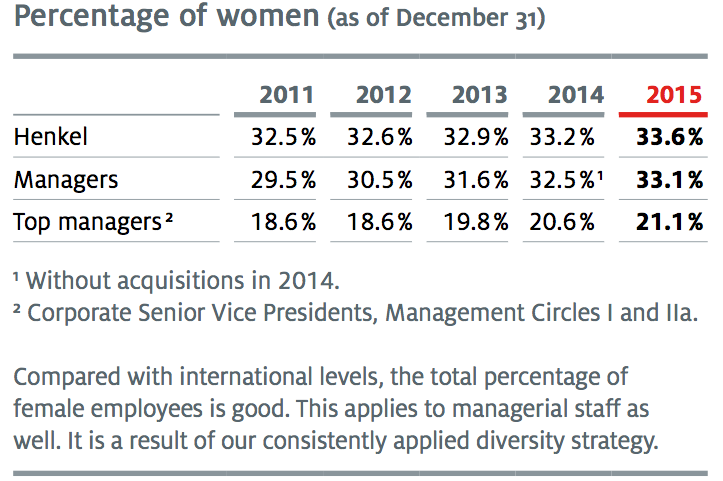 Percentage of women (as of December 31)
2011 2012 2013 2014 2015
Henkel 32.5% 32.6% 32.9% 33.2% 33.6%
Managers 29.5% 30.5% 31.6% 32.5%¹ 33.1%
Top managers² 18.6% 18.6% 19.8% 20.6% 21.1%
¹ Without acquisitions in 2014.
² Corporate Senior Vice Presidents, Management Circles I and IIa.
Compared with international levels, the total percentage of
female employees is good. This applies to managerial staff as
well. It is a result of our consistently applied diversity strategy.